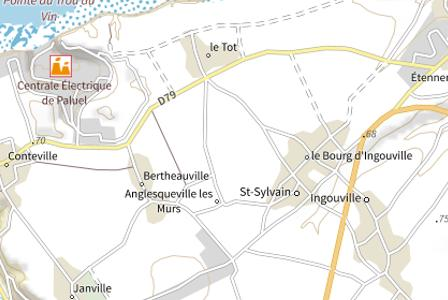 Pointe du Trou du
Vin
le Tot
Centrale Électrique
de Paluel
D79
Étenner
70
68
Conteville
le Bourg d'Ingouville
Bertheauville
Anglesqueville les
Murs
St-Sylvain
Ingouville
75
Janville